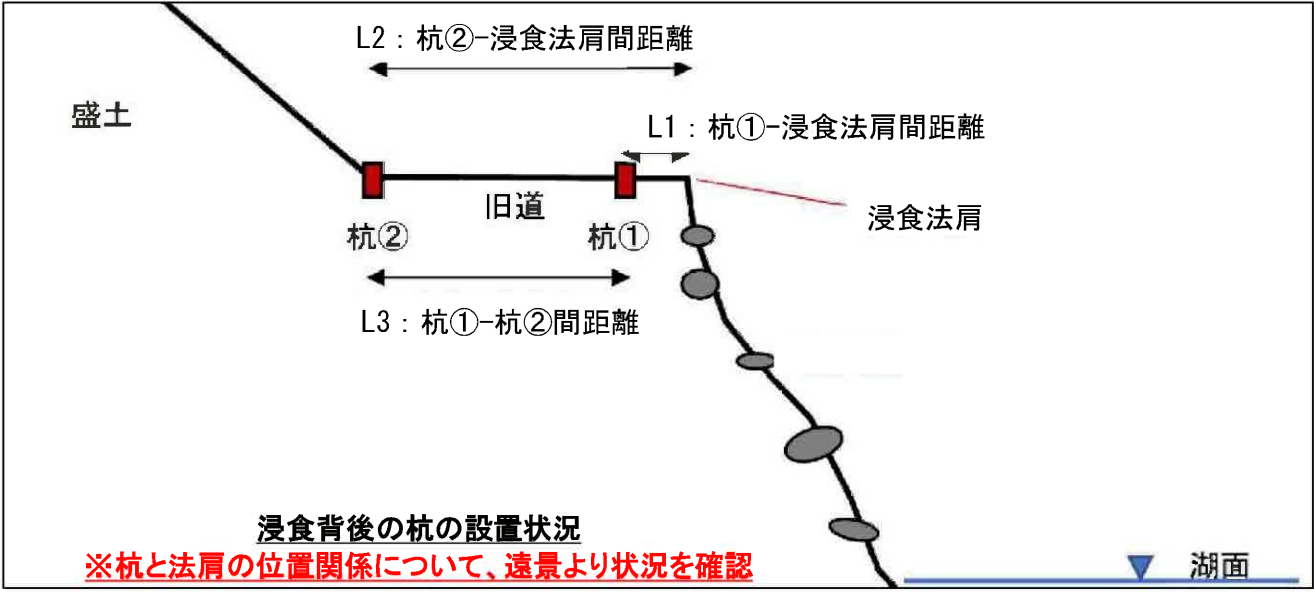 L2：杭②-浸食法肩間距離
盛土
L1：杭①-浸食法肩間距離
旧道
浸食法肩
杭②
杭①
L3：杭①-杭②間距離
浸食背後の杭の設置状況
※杭と法肩の位置関係について、遠景より状況を確認
湖面